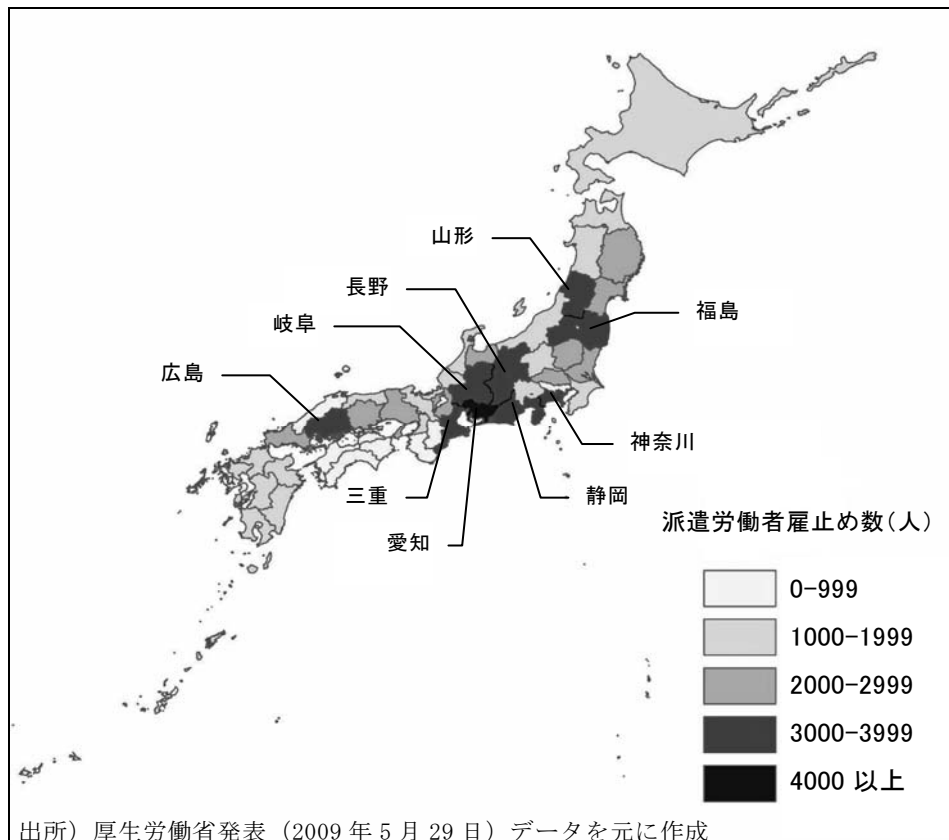 山形
長野
岐阜
福島
広島
神奈川
三重
静岡
愛知
派遣労働者雇止め数(人)
0-999
1000-1999
2000-2999
3000-3999
4000 以上
出所）厚生労働省発表（2009 年 5 月 29 日）データを元に作成